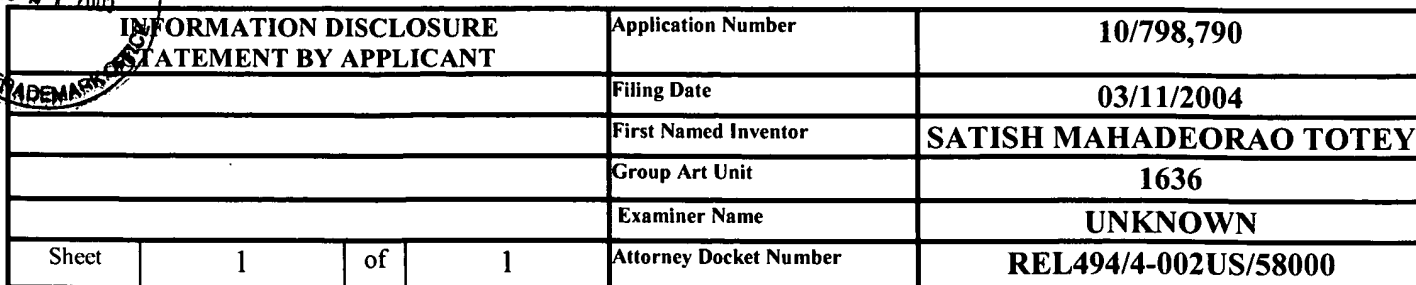 INFORMATION DISCLOSURE
STATEMENT BY APPLICANT
Application Number
10/798,790
Filing Date
03/11/2004
First Named Inventor
SATISH MAHADEORAO TOTEY
Group Art Unit
1636
Examiner Name
UNKNOWN
Sheet 1 of 1
Attorney Docket Number
REL494/4-002US/58000